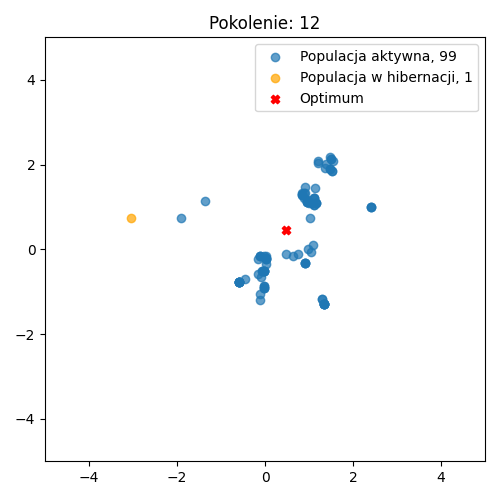 Pokolenie: 12
Populacja aktywna, 99
Populacja w hibernacji, 1
Optimum
4
2
0
−2
−4
−4
−2
0
2
4